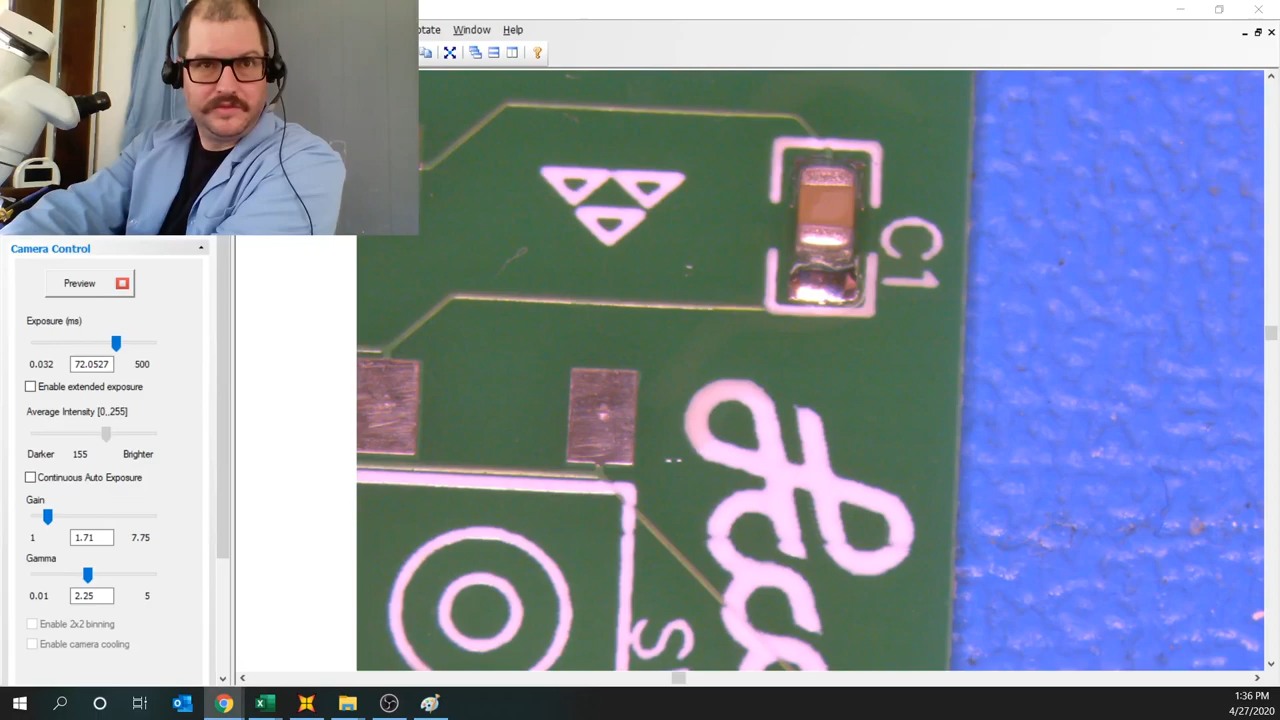 otate Window Help
Camera Control
Preview
Exposure (ms)
0.032 72.0527 500
Enable extended exposure
Average Intensity [0,,255]
Darker 155 Brighter
Continuous Auto Exposure
Gain
1 1.71 7.75
Gamma
0.01 2.25 5
Enable 2x2 binning
Enable camera cooling
C1
S
1:36 PM
4/27/2020